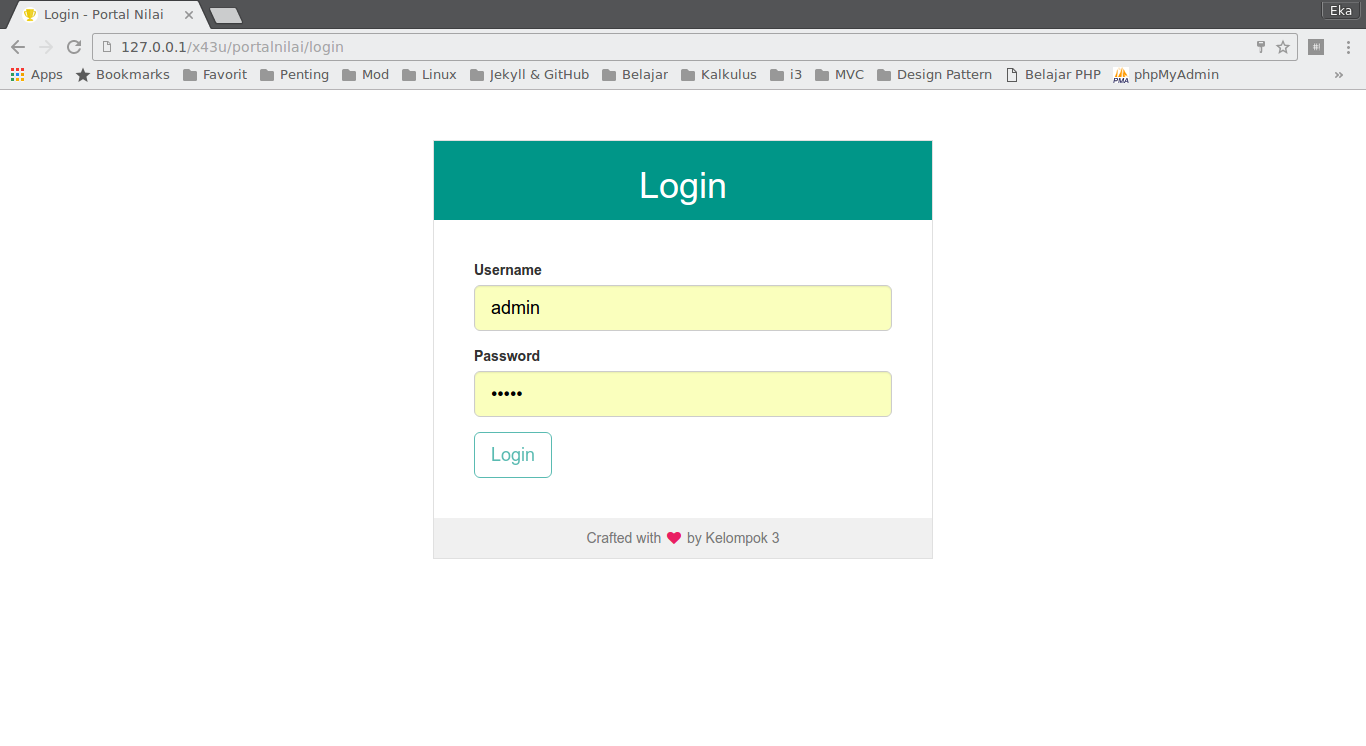 Login - Portal Nilai
Eka
127.0.0.1/x43u/portalnilai/login
Apps Bookmarks Favorit Penting Mod Linux Jekyll & GitHub Belajar Kalkulus i3 MVC Design Pattern Belajar PHP PMA phpMyAdmin »
Login
Username
admin
Password
•••••
Login
Crafted with ♥ by Kelompok 3